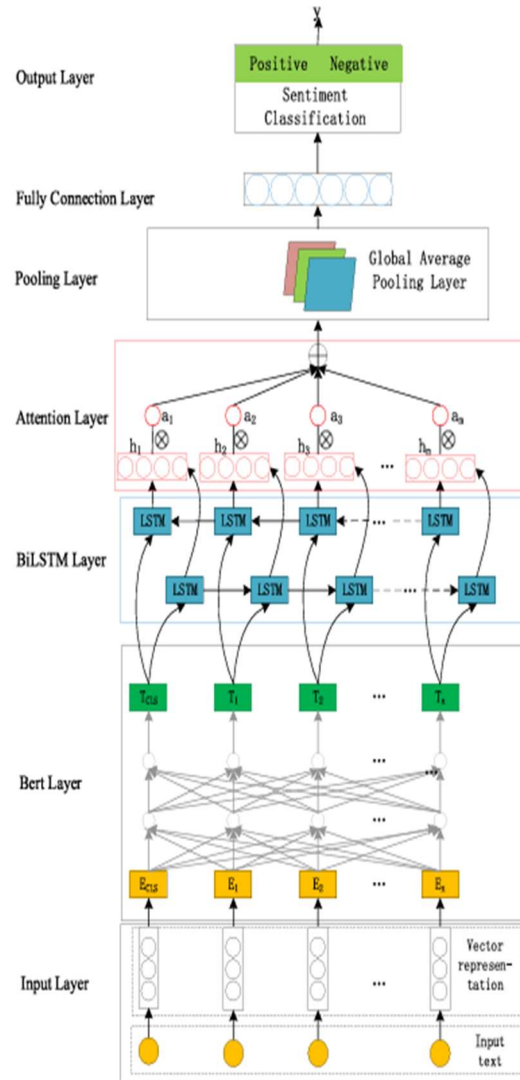 y
Output Layer
Positive Negative
Sentiment
Classification
Fully Connection Layer
Pooling Layer
Global Average
Pooling Layer
Attention Layer
a1 a2 a3 an
h1 h2 h3 ... hn
BiLSTM Layer
LSTM LSTM LSTM ... LSTM
LSTM LSTM LSTM ... LSTM
Bert Layer
TCLS T1 T2 ... Tn
...
...
...
ECLS E1 E2 ... En
Input Layer
Vector
represen-
tation
...
Input
text
...